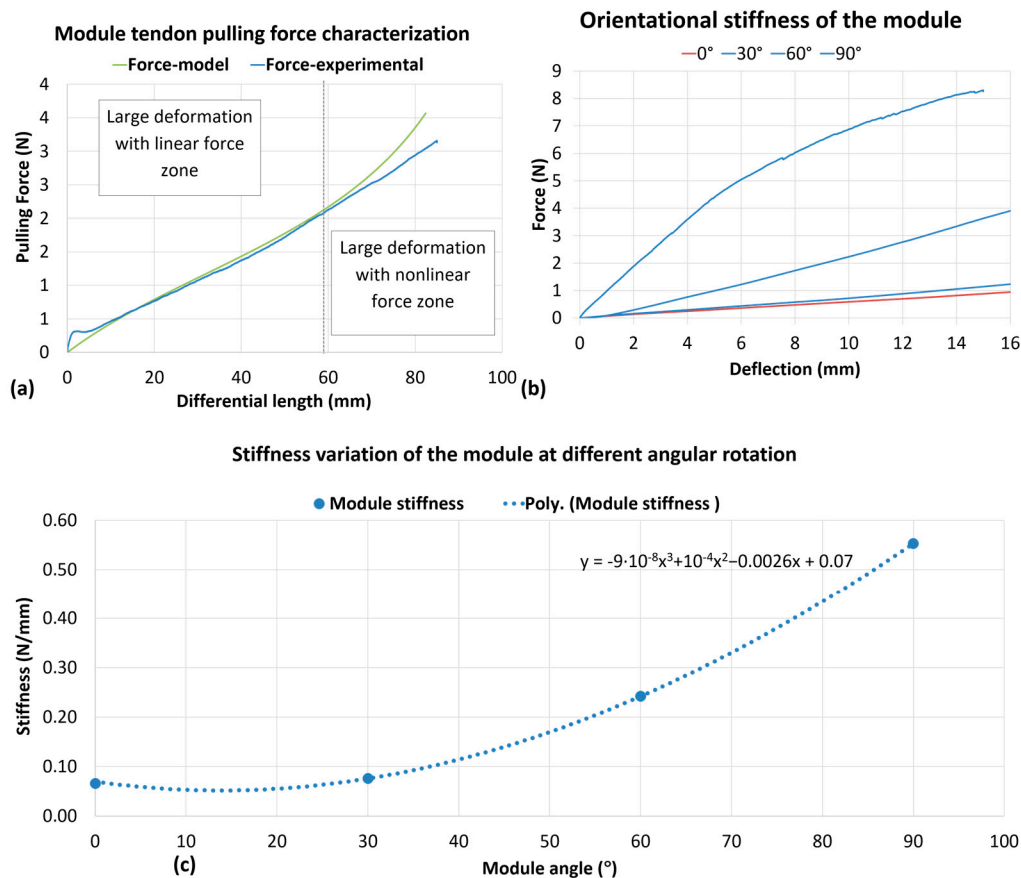 Module tendon pulling force characterization
Force-model Force-experimental
Pulling Force (N)
4
4
3
3
2
2
1
1
0
Large deformation
with linear force
zone
Large deformation
with nonlinear
force zone
0 20 40 60 80 100
Differential length (mm)
(a)
Orientational stiffness of the module
0° 30° 60° 90°
Force (N)
9
8
7
6
5
4
3
2
1
0
0 2 4 6 8 10 12 14 16
Deflection (mm)
(b)
Stiffness variation of the module at different angular rotation
Module stiffness Poly. (Module stiffness )
Stiffness (N/mm)
0.60
0.50
0.40
0.30
0.20
0.10
0.00
y = -9·10⁻⁸x³+10⁻⁴x²−0.0026x + 0.07
0 10 20 30 40 50 60 70 80 90 100
Module angle (°)
(c)